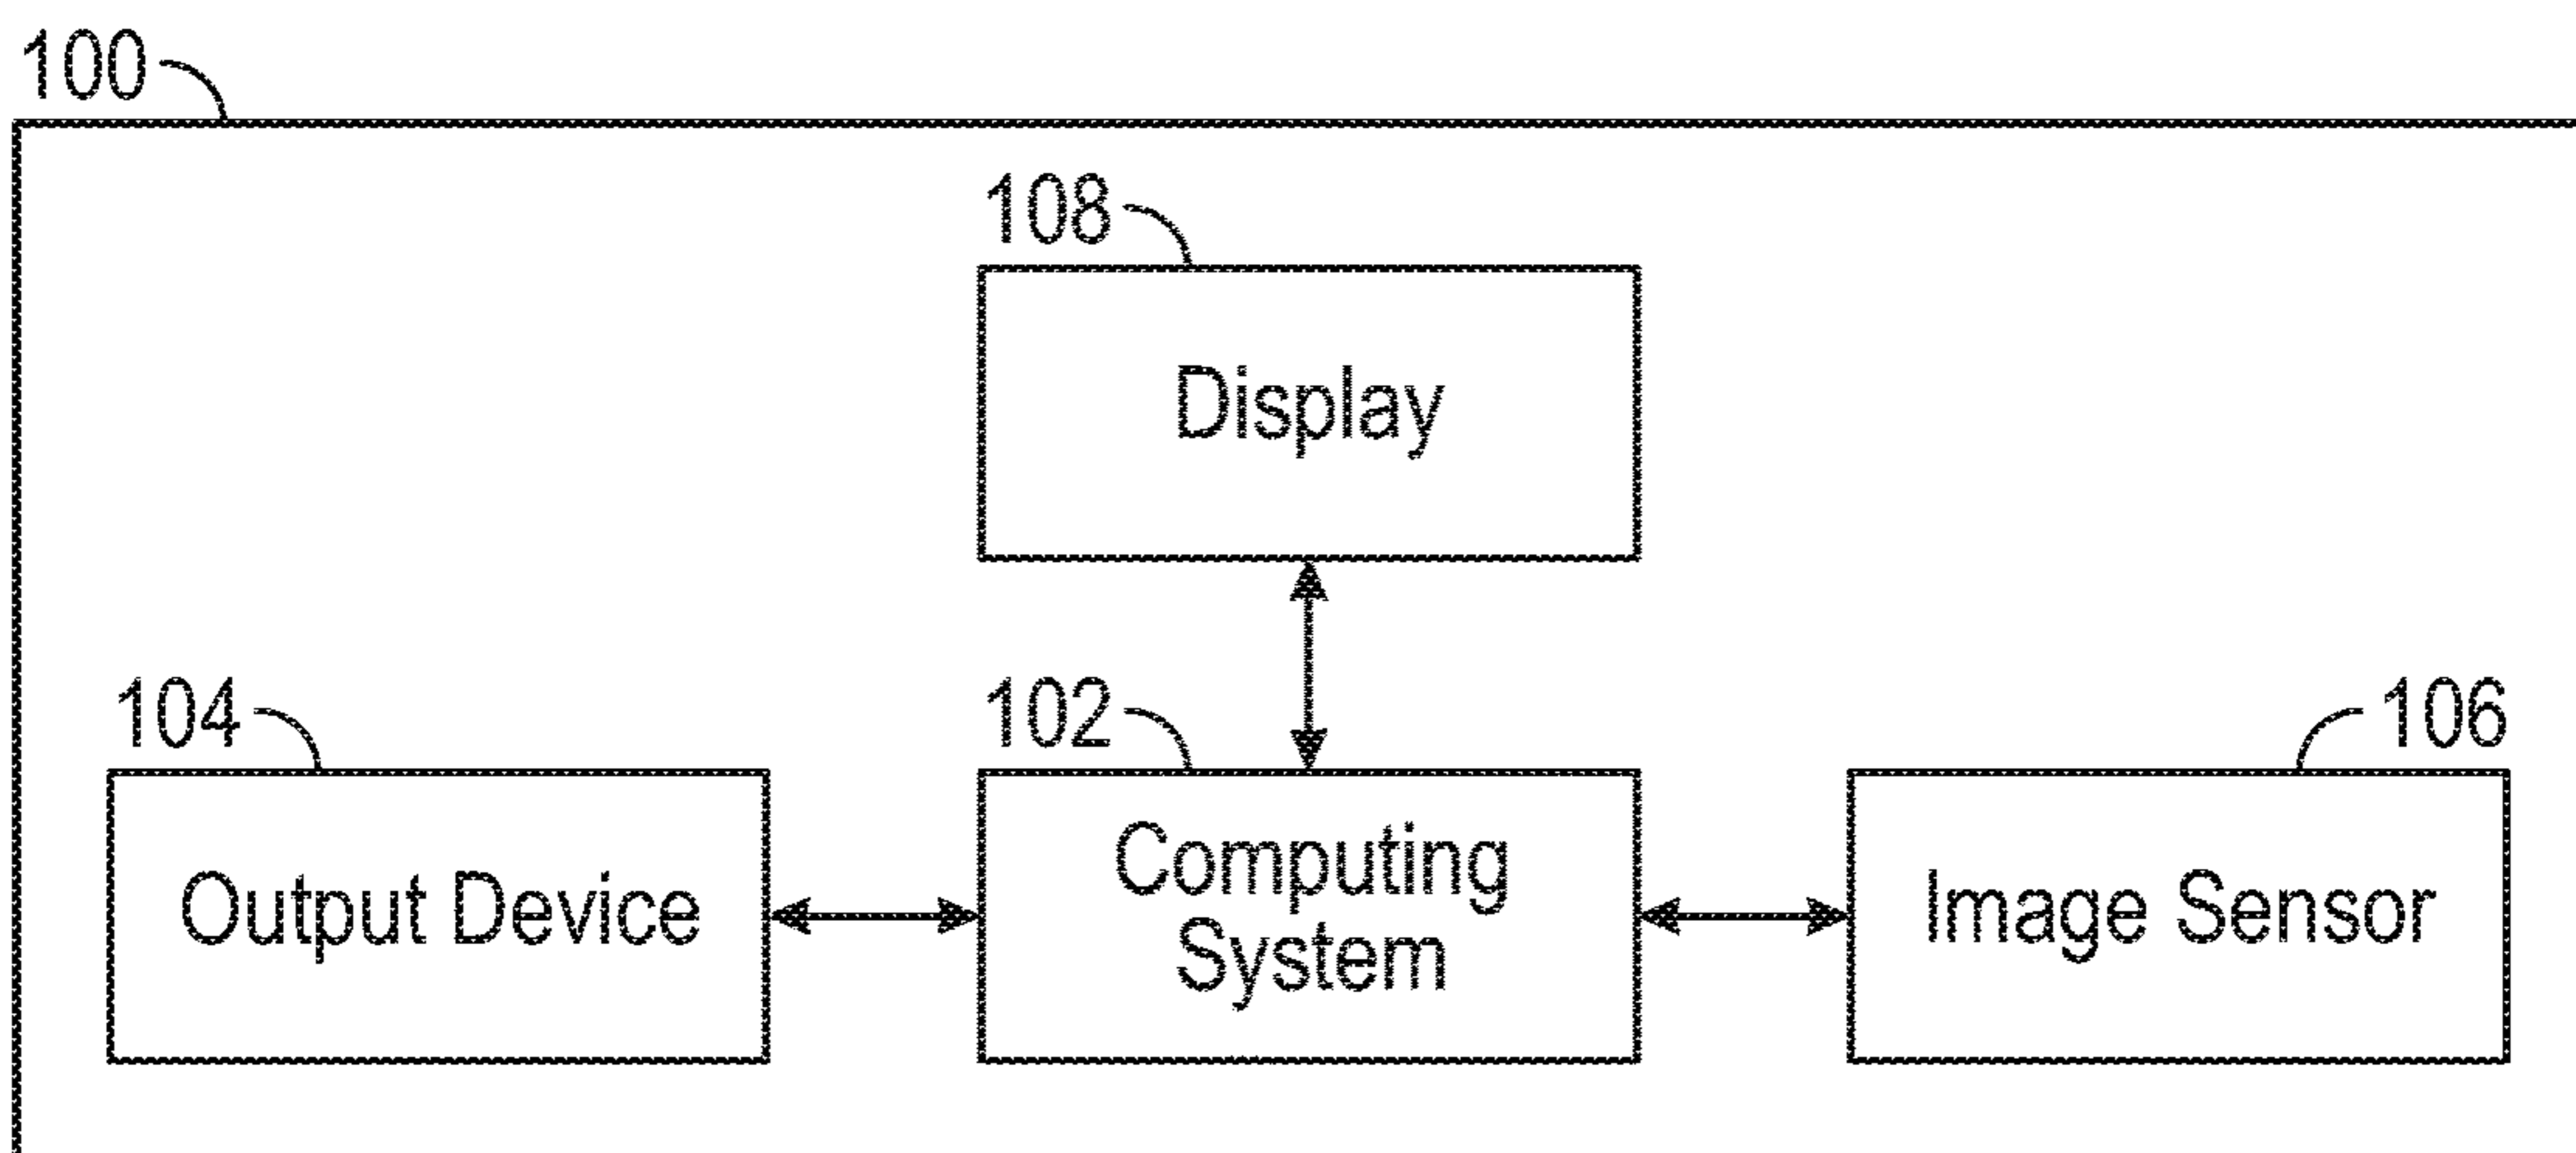 100
108
Display
104
102
106
Output Device
Computing
System
Image Sensor